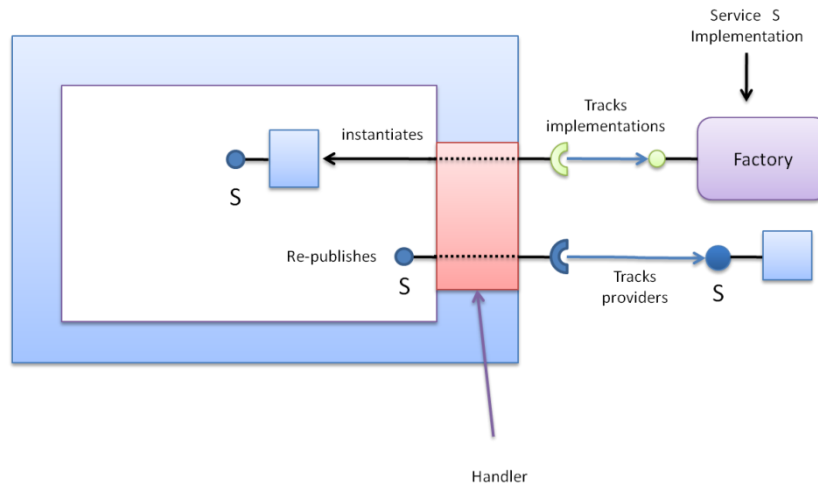 Service S
Implementation
Tracks
implementations
instantiates
Factory
S
Re-publishes
S
Tracks
providers
S
Handler